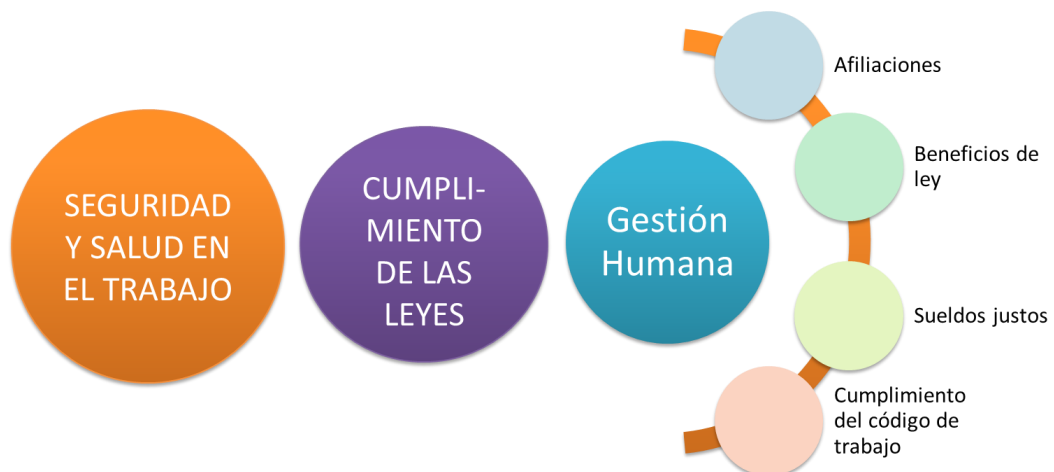 SEGURIDAD
Y SALUD EN
EL TRABAJO
CUMPLI-
MIENTO
DE LAS
LEYES
Gestión
Humana
Afiliaciones
Beneficios de
ley
Sueldos justos
Cumplimiento
del código de
trabajo